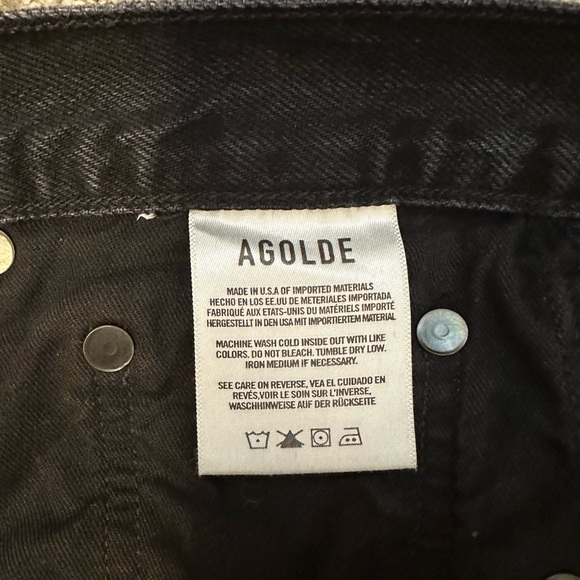 AGOLDE
MADE IN U.S.A OF IMPORTED MATERIALS
HECHO EN LOS EE.UU DE METERIALES IMPORTADA
FABRIQUÉ AUX ETATS-UNIS DU MATÉRIELS IMPORTÉ
HERGESTELLT IN DEN USA MIT IMPORTIERTEM MATERIAL
MACHINE WASH COLD INSIDE OUT WITH LIKE
COLORS. DO NOT BLEACH. TUMBLE DRY LOW.
IRON MEDIUM IF NECESSARY.
SEE CARE ON REVERSE, VEA EL CUIDADO EN
REVÉS,VOIR LE SOIN SUR L'INVERSE,
WASCHHINWEISE AUF DER RÜCKSEITE